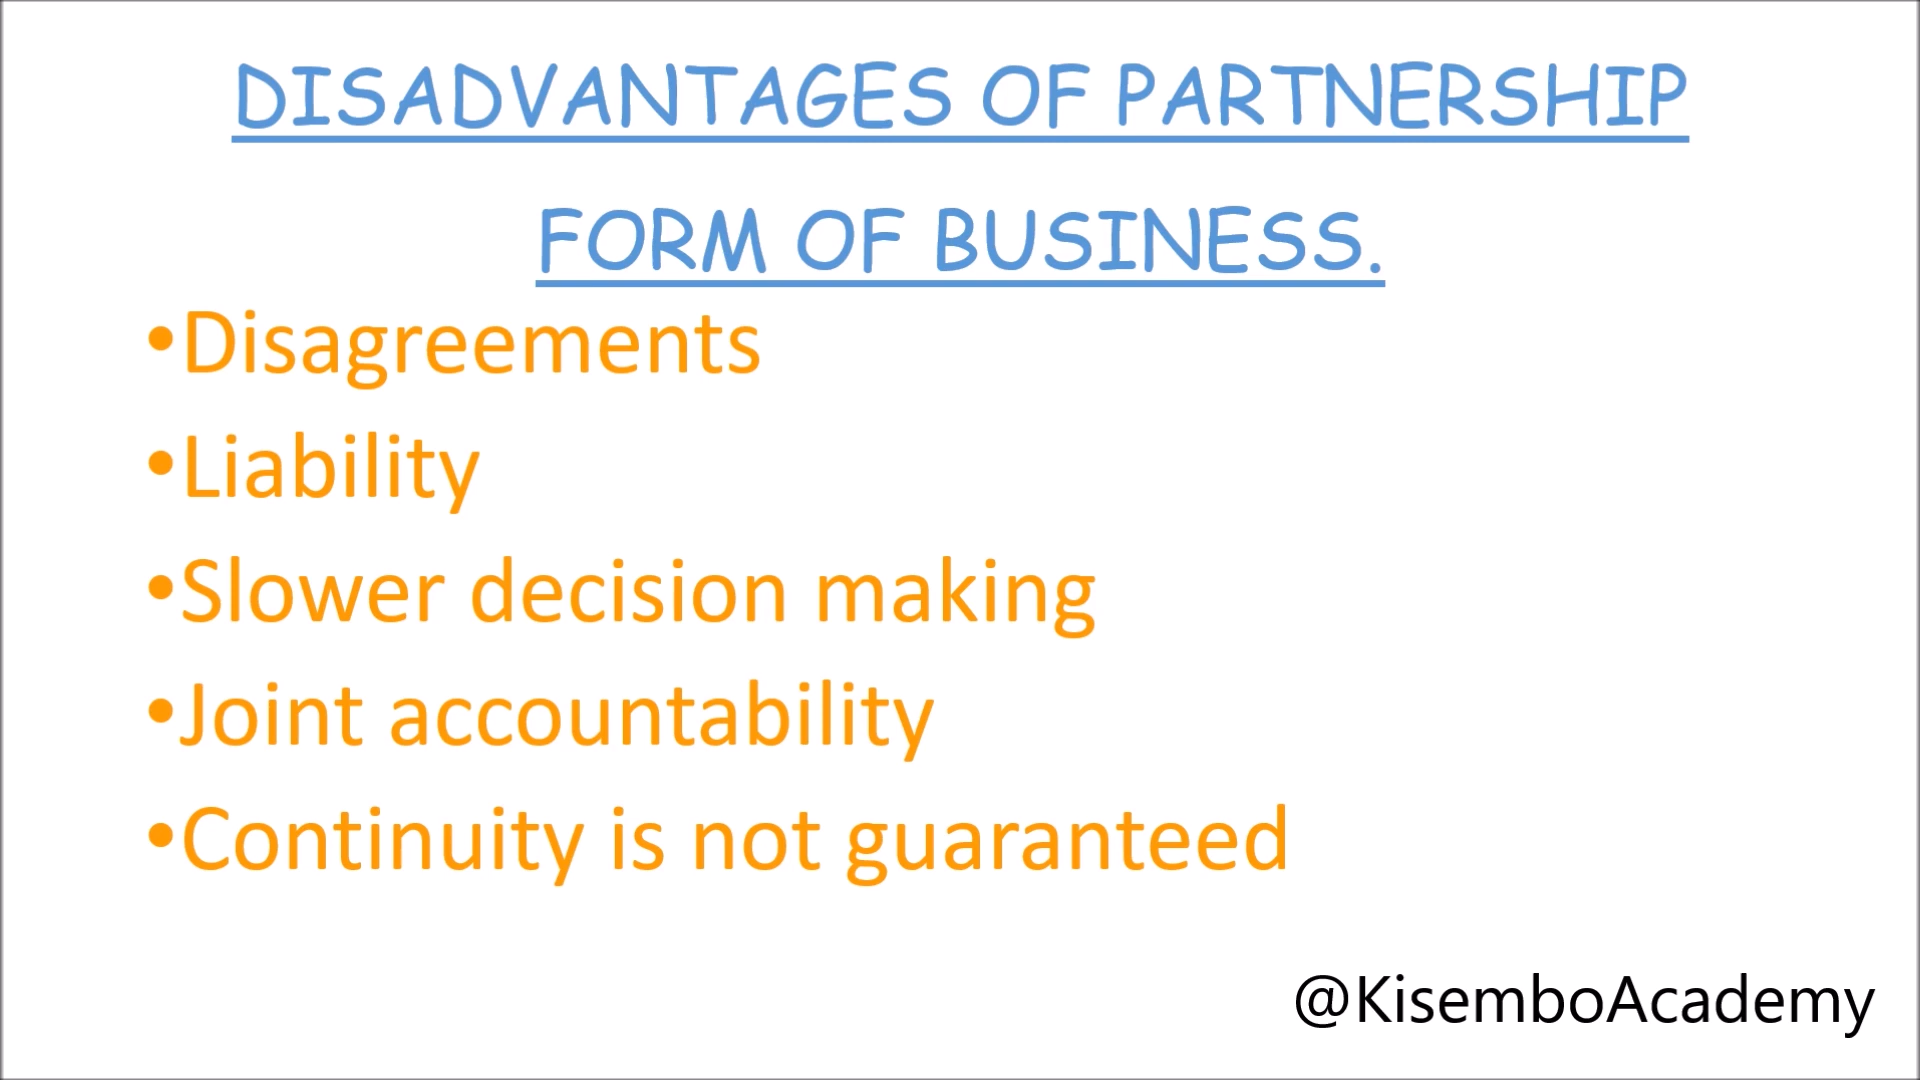 DISADVANTAGES OF PARTNERSHIP
FORM OF BUSINESS.
•Disagreements
•Liability
•Slower decision making
•Joint accountability
•Continuity is not guaranteed
@KisemboAcademy